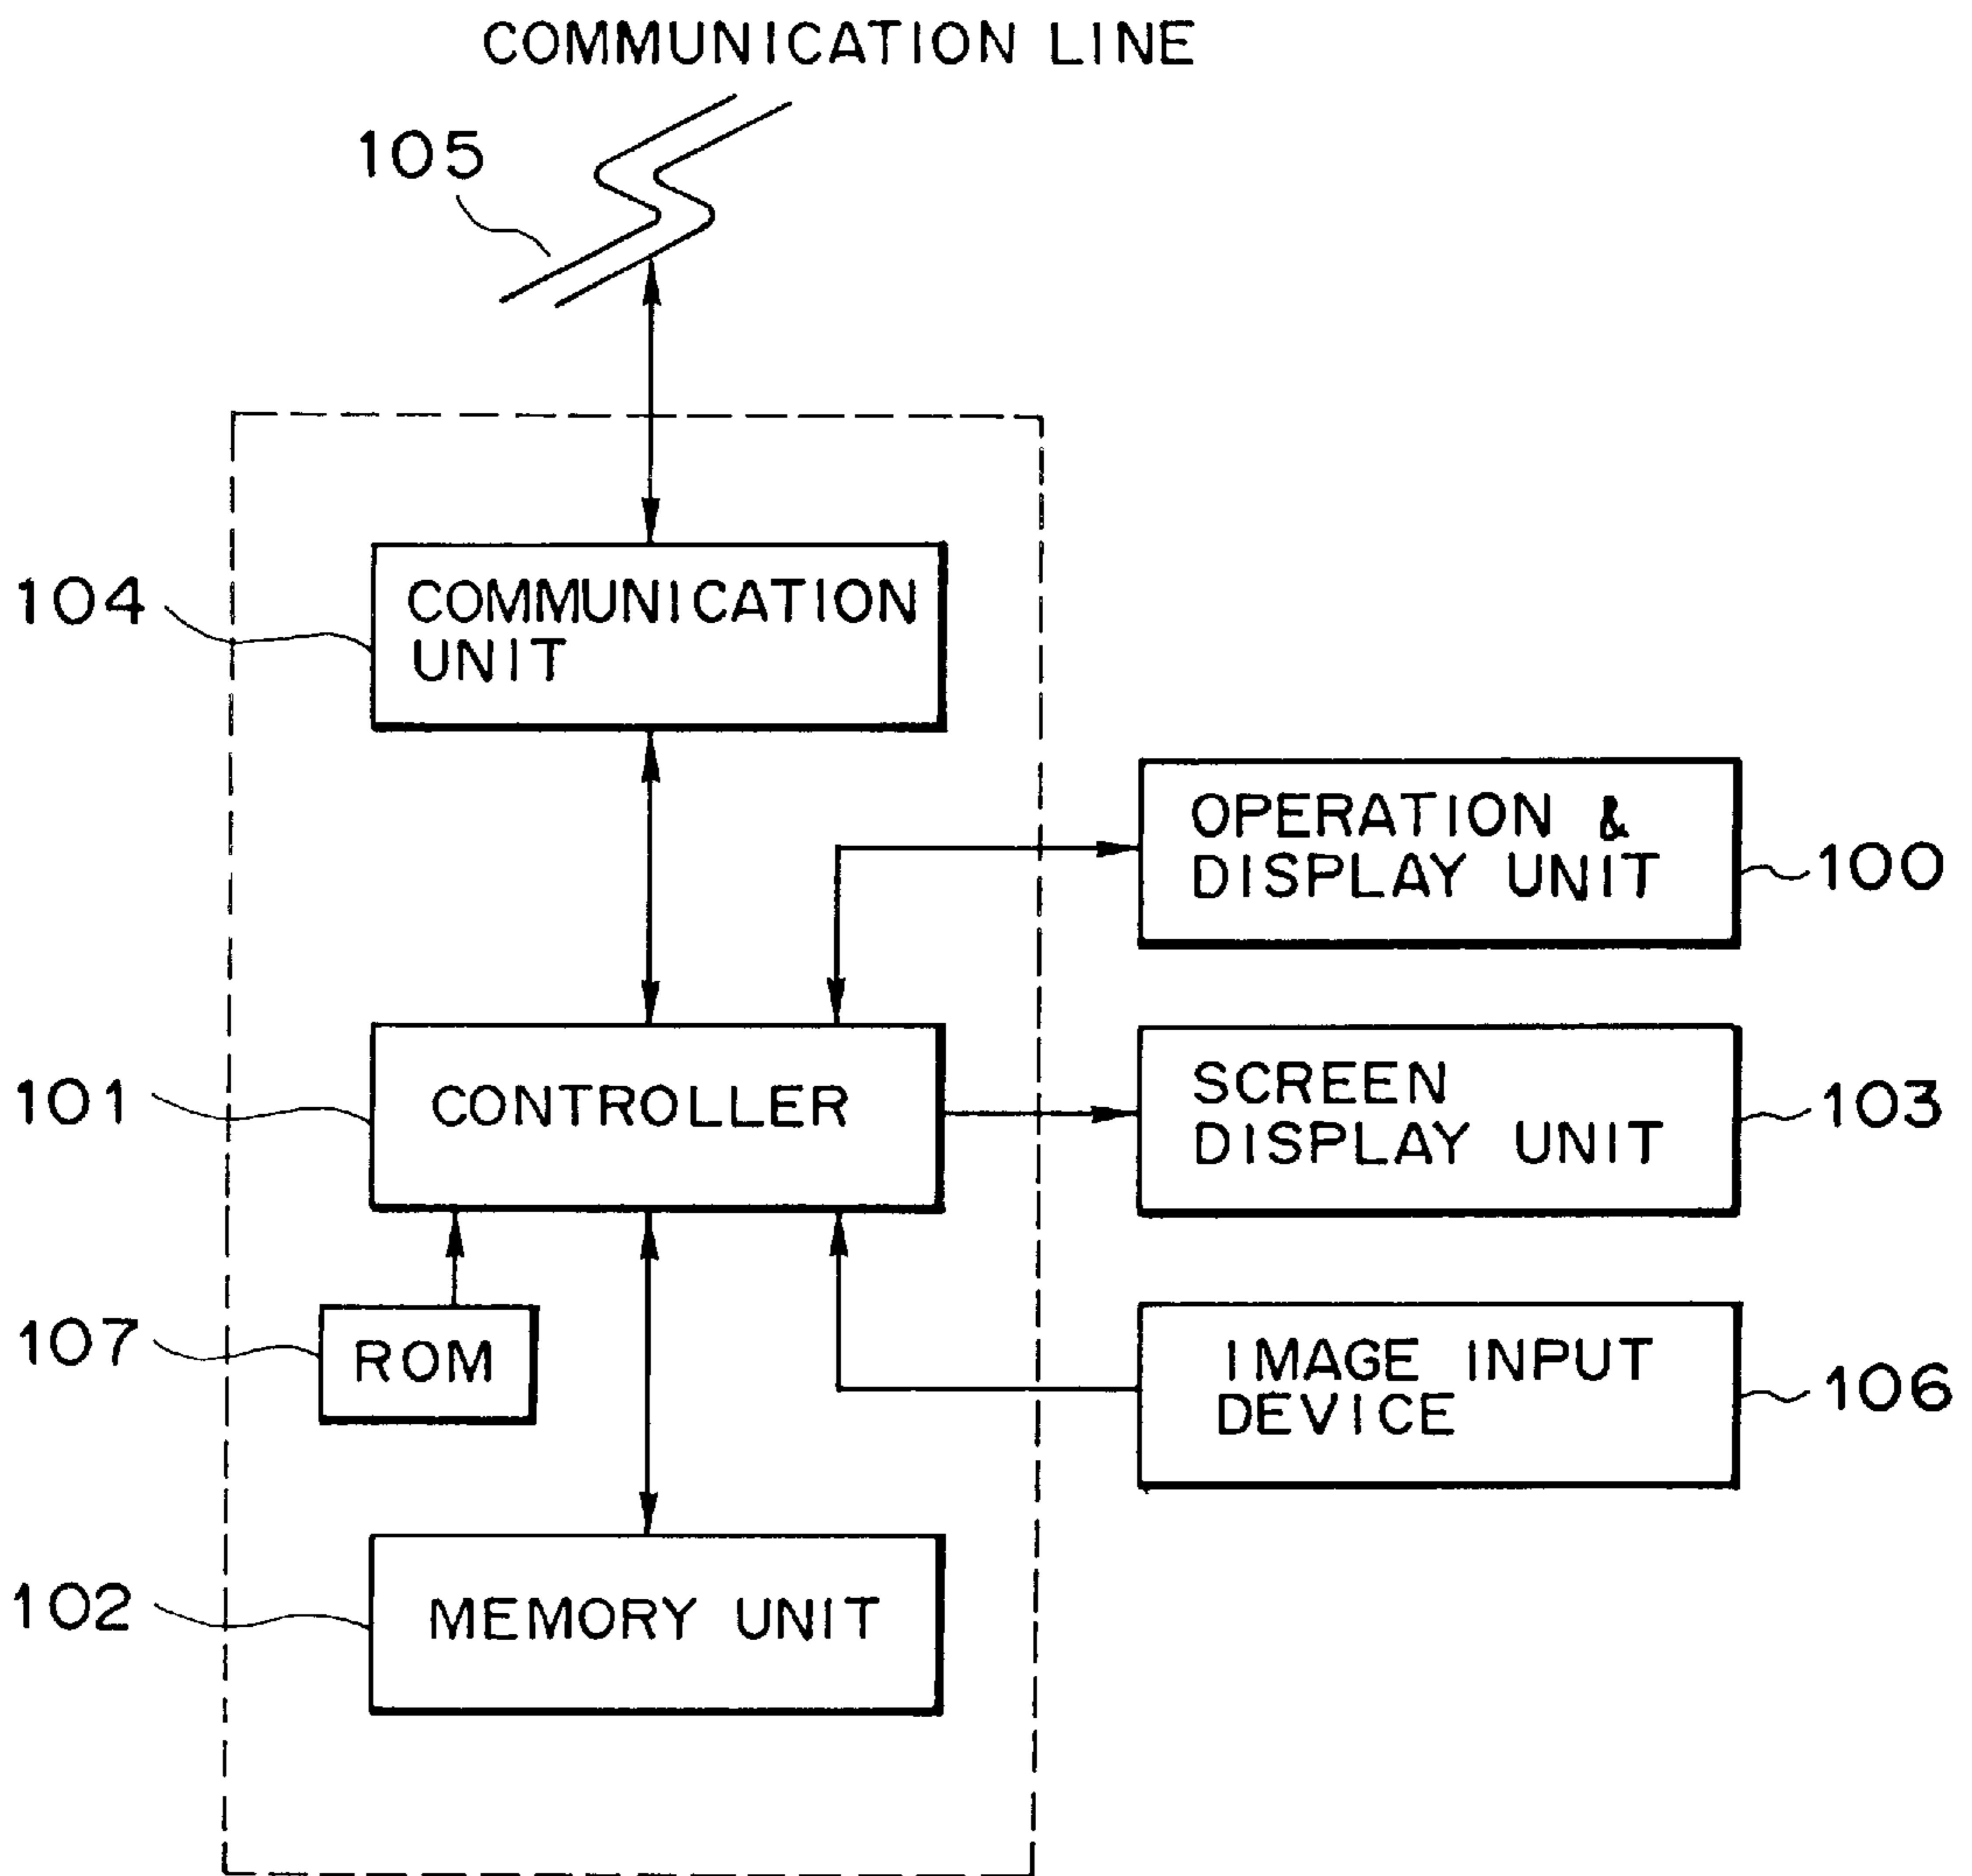 COMMUNICATION LINE
105
104
COMMUNICATION
UNIT
OPERATION &
DISPLAY UNIT
100
101
CONTROLLER
SCREEN
DISPLAY UNIT
103
107
ROM
IMAGE INPUT
DEVICE
106
102
MEMORY UNIT